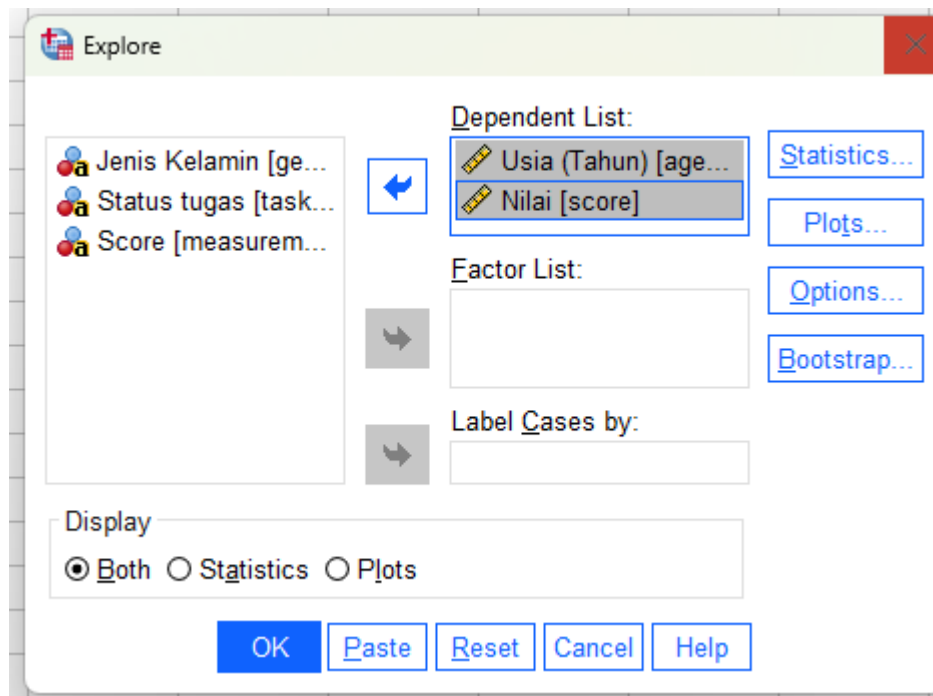 Explore
Dependent List:
Jenis Kelamin [ge...
Status tugas [task...
Score [measurem...
Usia (Tahun) [age...
Nilai [score]
Factor List:
Label Cases by:
Statistics...
Plots...
Options...
Bootstrap...
Display
Both Statistics Plots
OK Paste Reset Cancel Help